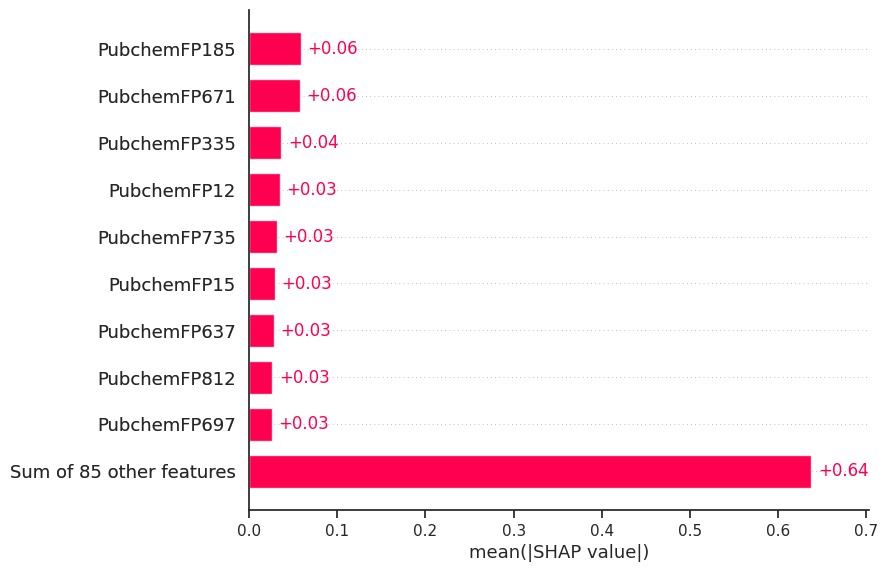 PubchemFP185 +0.06
PubchemFP671 +0.06
PubchemFP335 +0.04
PubchemFP12 +0.03
PubchemFP735 +0.03
PubchemFP15 +0.03
PubchemFP637 +0.03
PubchemFP812 +0.03
PubchemFP697 +0.03
Sum of 85 other features +0.64
0.0 0.1 0.2 0.3 0.4 0.5 0.6 0.7
mean(|SHAP value|)